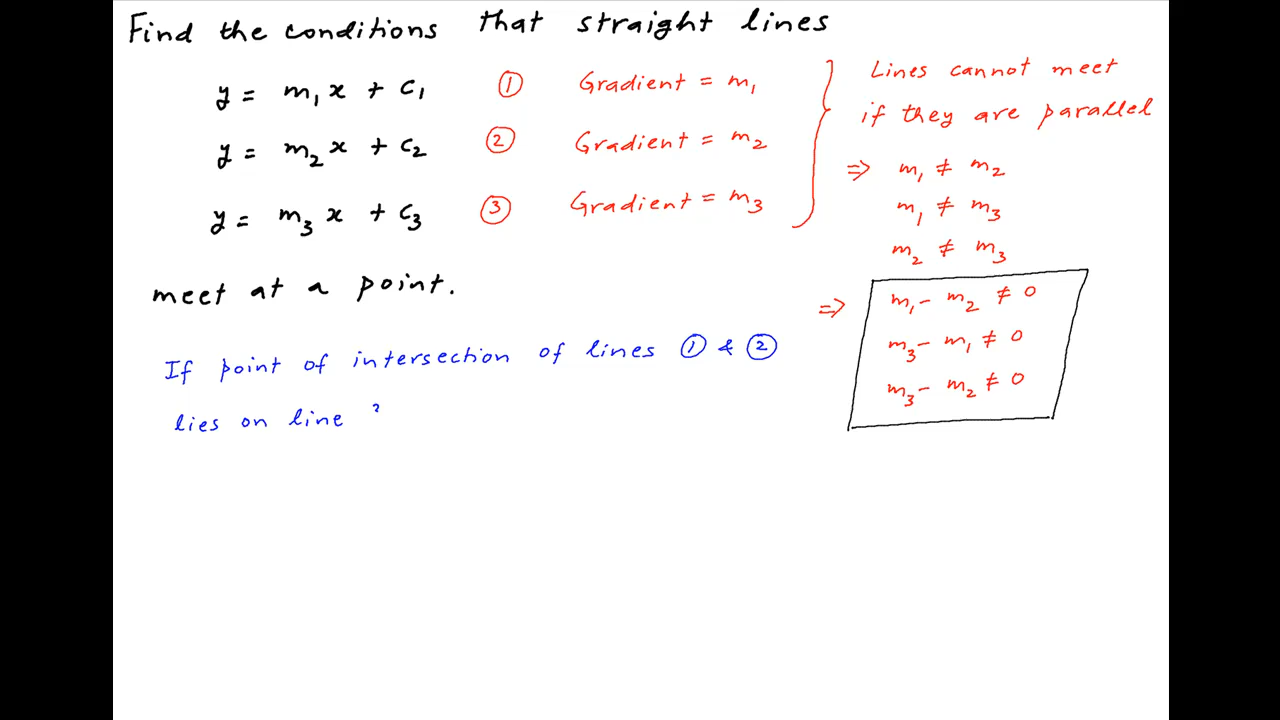 Find the conditions that straight lines
y = m₁x + c₁ ① Gradient = m₁
y = m₂x + c₂ ② Gradient = m₂
y = m₃x + c₃ ③ Gradient = m₃
meet at a point.
Lines cannot meet
if they are parallel
⇒ m₁ ≠ m₂
m₁ ≠ m₃
m₂ ≠ m₃
⇒ m₁ - m₂ ≠ 0
m₃ - m₁ ≠ 0
m₃ - m₂ ≠ 0
If point of intersection of lines ① & ②
lies on line